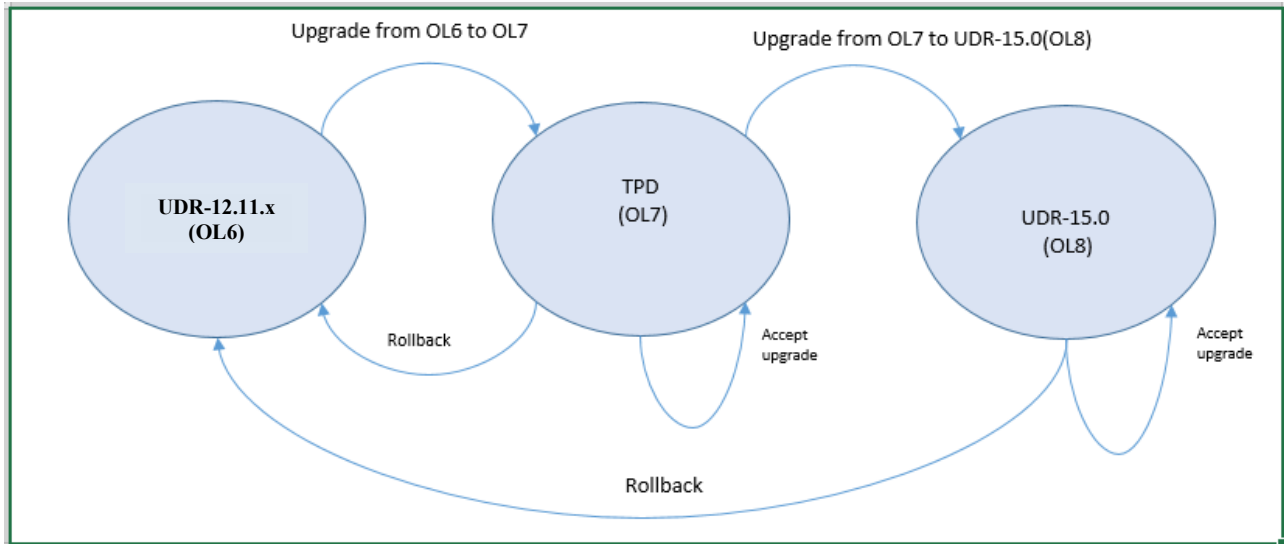 Upgrade from OL6 to OL7
Upgrade from OL7 to UDR-15.0(OL8)
UDR-12.11.x
(OL6)
TPD
(OL7)
UDR-15.0
(OL8)
Rollback
Accept
upgrade
Accept
upgrade
Rollback